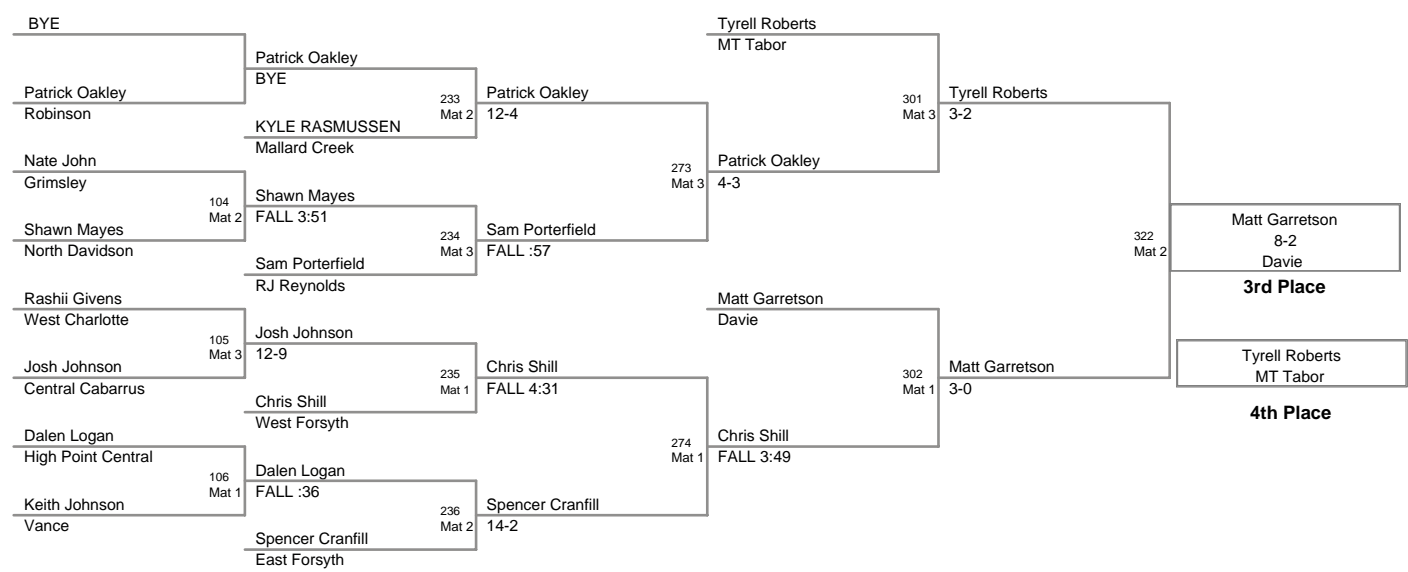 BYE
Patrick Oakley
Robinson
Nate John
Grimsley
104
Mat 2
Shawn Mayes
North Davidson
Rashii Givens
West Charlotte
105
Mat 3
Josh Johnson
Central Cabarrus
Dalen Logan
High Point Central
106
Mat 1
Keith Johnson
Vance
Patrick Oakley
BYE
233
Mat 2
KYLE RASMUSSEN
Mallard Creek
Shawn Mayes
FALL 3:51
234
Mat 3
Sam Porterfield
RJ Reynolds
Josh Johnson
12-9
235
Mat 1
Chris Shill
West Forsyth
Dalen Logan
FALL :36
236
Mat 2
Spencer Cranfill
East Forsyth
Patrick Oakley
12-4
273
Mat 3
Sam Porterfield
FALL :57
Chris Shill
FALL 4:31
274
Mat 1
Spencer Cranfill
14-2
Tyrell Roberts
MT Tabor
301
Mat 3
Patrick Oakley
4-3
Matt Garretson
Davie
302
Mat 1
Chris Shill
FALL 3:49
Tyrell Roberts
3-2
322
Mat 2
Matt Garretson
3-0
Matt Garretson
8-2
Davie
3rd Place
Tyrell Roberts
MT Tabor
4th Place